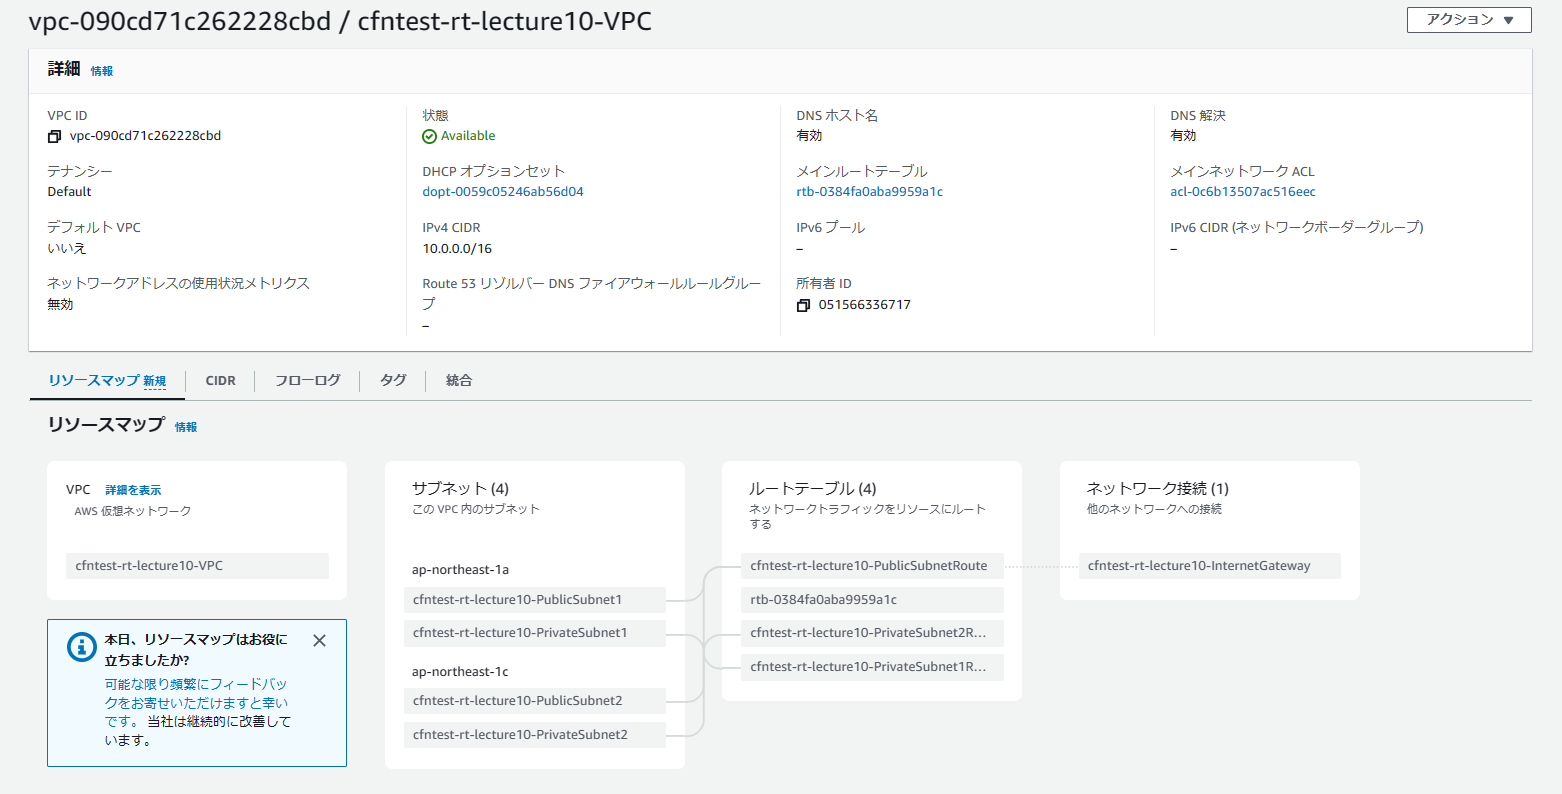 vpc-090cd71c262228cbd / cfntest-rt-lecture10-VPC
アクション ▼
詳細 情報
VPC ID
vpc-090cd71c262228cbd
状態
Available
DNS ホスト名
有効
DNS 解決
有効
テナンシー
Default
DHCP オプションセット
dopt-0059c05246ab56d04
メインルートテーブル
rtb-0384fa0aba9959a1c
メインネットワーク ACL
acl-0c6b13507ac516eec
デフォルト VPC
いいえ
IPv4 CIDR
10.0.0.0/16
IPv6 プール
–
IPv6 CIDR (ネットワークボーダーグループ)
–
ネットワークアドレスの使用状況メトリクス
無効
Route 53 リゾルバー DNS ファイアウォールルールグルー
プ
–
所有者 ID
051566336717
リソースマップ 新規
CIDR
フローログ
タグ
統合
リソースマップ 情報
VPC 詳細を表示
AWS 仮想ネットワーク
cfntest-rt-lecture10-VPC
本日、リソースマップはお役に
立ちましたか?
可能な限り頻繁にフィードバッ
クをお寄せいただけますと幸い
です。 当社は継続的に改善して
います。
サブネット (4)
この VPC 内のサブネット
ap-northeast-1a
cfntest-rt-lecture10-PublicSubnet1
cfntest-rt-lecture10-PrivateSubnet1
ap-northeast-1c
cfntest-rt-lecture10-PublicSubnet2
cfntest-rt-lecture10-PrivateSubnet2
ルートテーブル (4)
ネットワークトラフィックをリソースにルート
する
cfntest-rt-lecture10-PublicSubnetRoute
rtb-0384fa0aba9959a1c
cfntest-rt-lecture10-PrivateSubnet2R...
cfntest-rt-lecture10-PrivateSubnet1R...
ネットワーク接続 (1)
他のネットワークへの接続
cfntest-rt-lecture10-InternetGateway